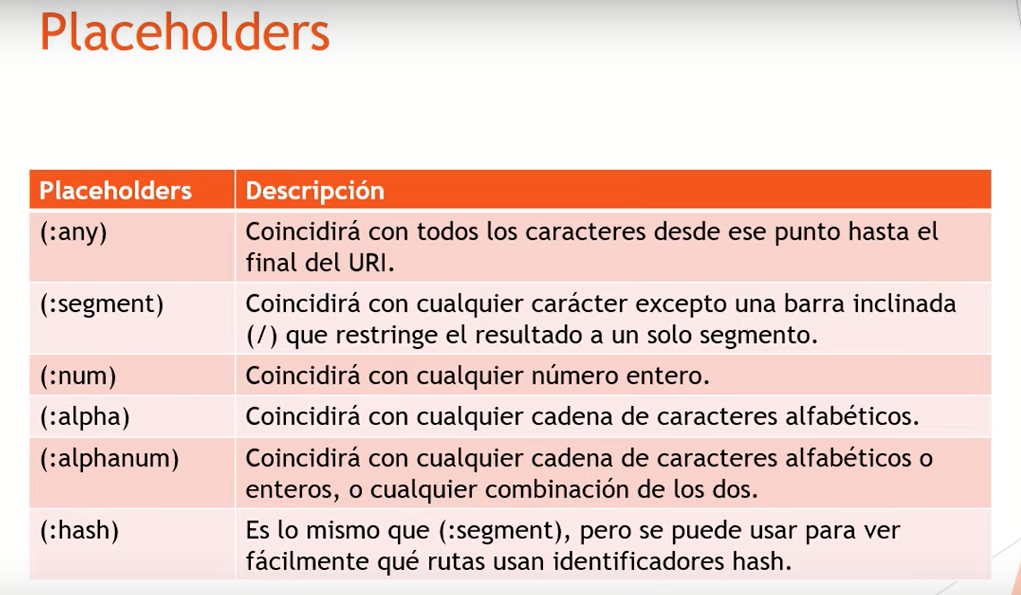 Placeholders
Placeholders Descripción
(:any) Coincidirá con todos los caracteres desde ese punto hasta el
final del URI.
(:segment) Coincidirá con cualquier carácter excepto una barra inclinada
(/) que restringe el resultado a un solo segmento.
(:num) Coincidirá con cualquier número entero.
(:alpha) Coincidirá con cualquier cadena de caracteres alfabéticos.
(:alphanum) Coincidirá con cualquier cadena de caracteres alfabéticos o
enteros, o cualquier combinación de los dos.
(:hash) Es lo mismo que (:segment), pero se puede usar para ver
fácilmente qué rutas usan identificadores hash.